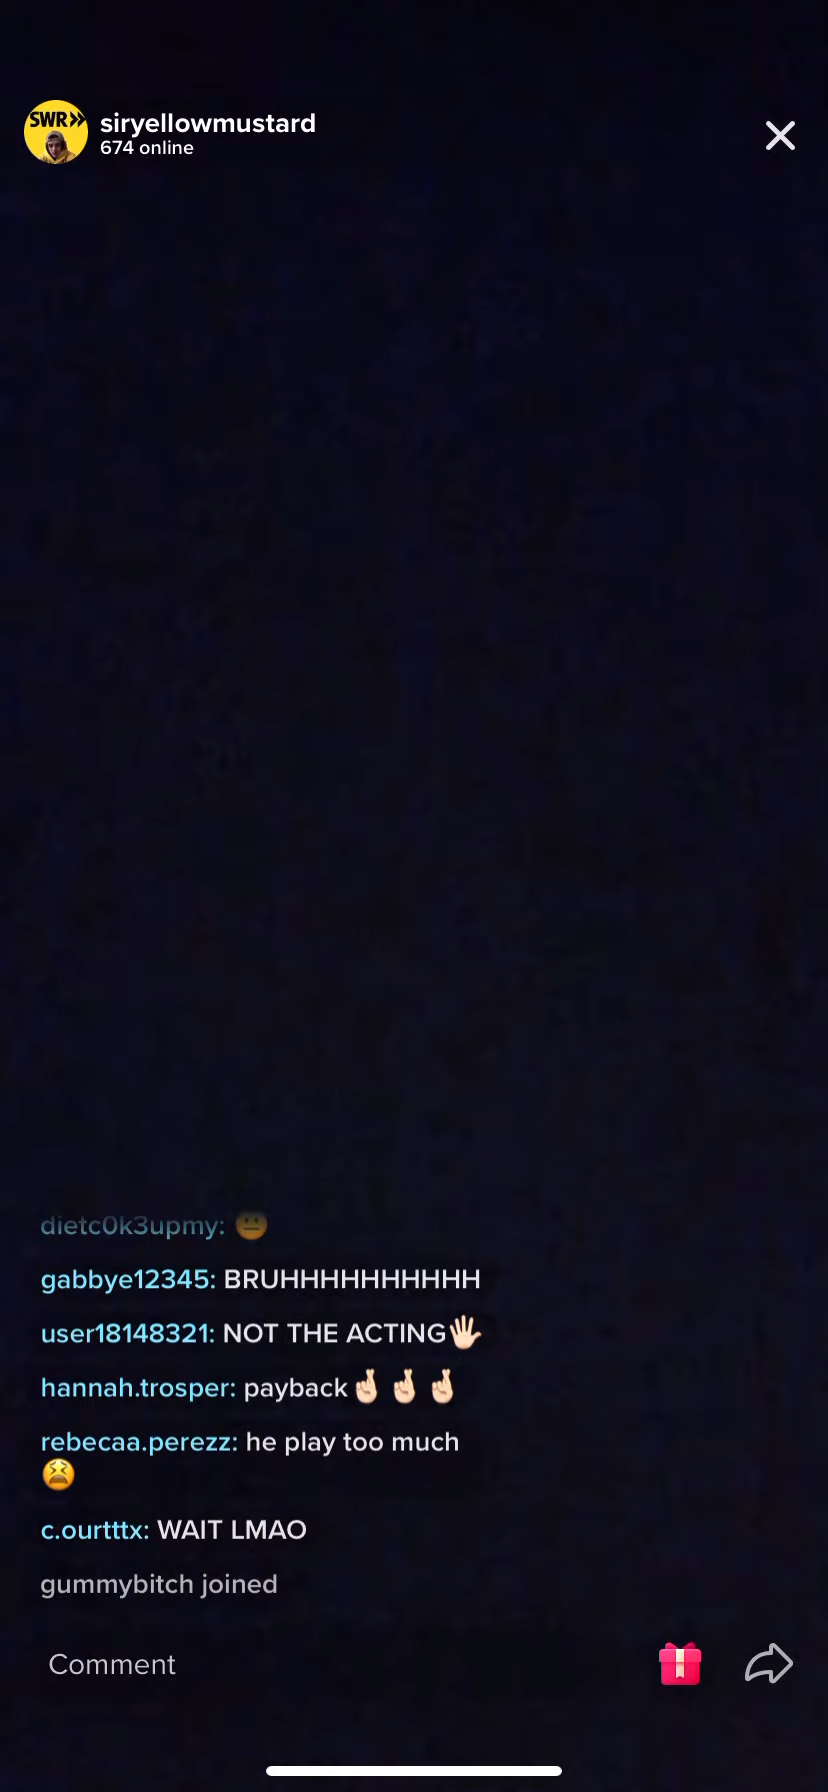 SWR»
siryellowmustard
674 online
dietc0k3upmy: 😐
gabbye12345: BRUHHHHHHHHHH
user18148321: NOT THE ACTING🖐🏻
hannah.trosper: payback🤞🏻🤞🏻🤞🏻
rebecaa.perezz: he play too much
😫
c.ourtttx: WAIT LMAO
gummybitch joined
Comment